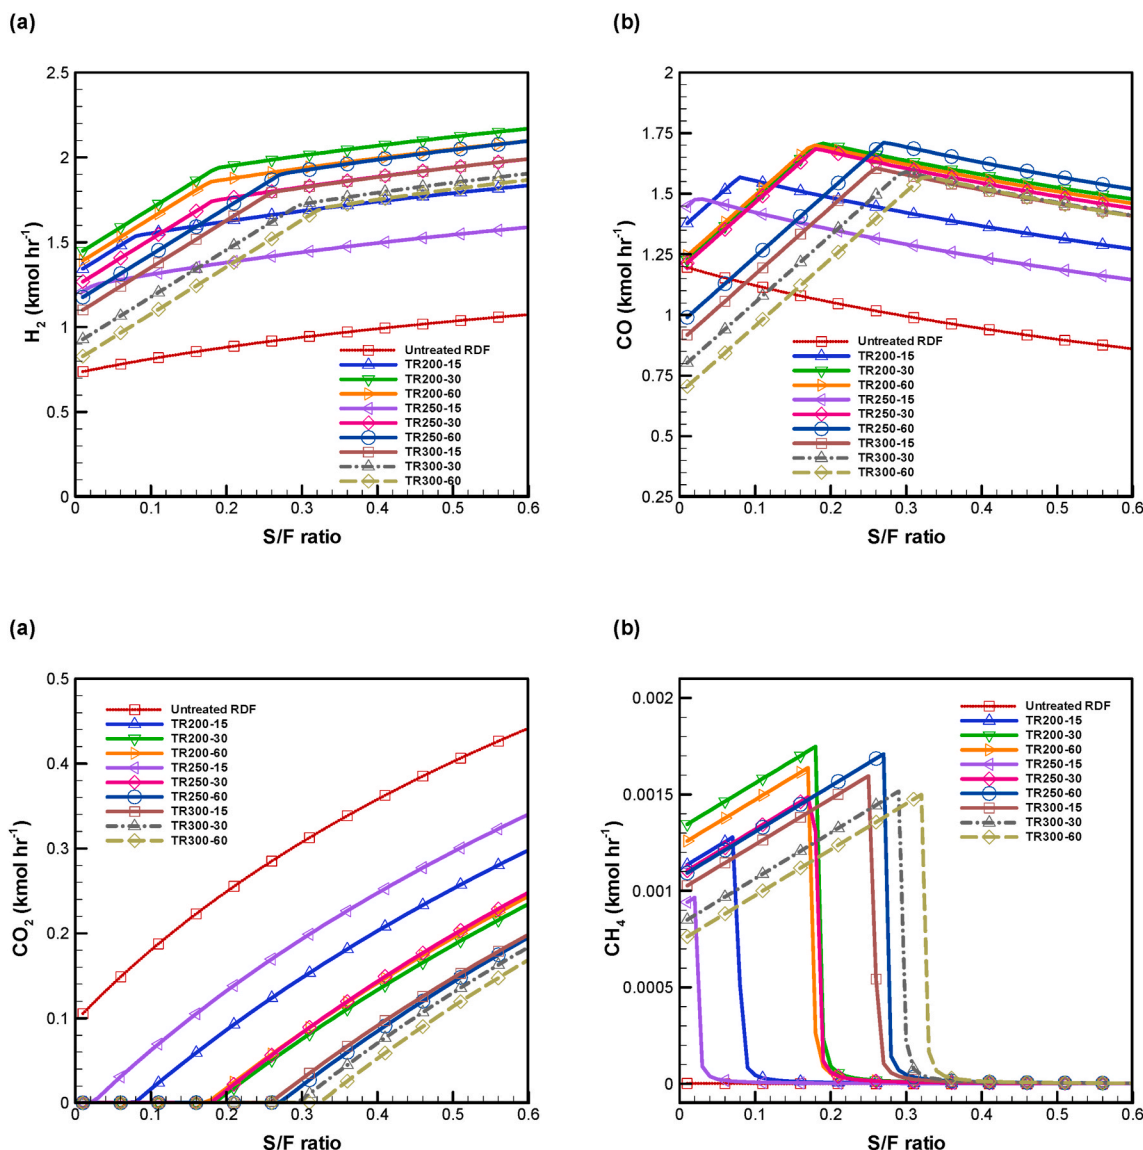 (a)
H2 (kmol hr-1)
2.5
2
1.5
1
0.5
0
0 0.1 0.2 0.3 0.4 0.5 0.6
S/F ratio
Untreated RDF
TR200-15
TR200-30
TR200-60
TR250-15
TR250-30
TR250-60
TR300-15
TR300-30
TR300-60
(b)
CO (kmol hr-1)
2
1.75
1.5
1.25
1
0.75
0.5
0.25
0 0.1 0.2 0.3 0.4 0.5 0.6
S/F ratio
Untreated RDF
TR200-15
TR200-30
TR200-60
TR250-15
TR250-30
TR250-60
TR300-15
TR300-30
TR300-60
(a)
CO2 (kmol hr-1)
0.5
0.4
0.3
0.2
0.1
0
0 0.1 0.2 0.3 0.4 0.5 0.6
S/F ratio
Untreated RDF
TR200-15
TR200-30
TR200-60
TR250-15
TR250-30
TR250-60
TR300-15
TR300-30
TR300-60
(b)
CH4 (kmol hr-1)
0.002
0.0015
0.001
0.0005
0 0.1 0.2 0.3 0.4 0.5 0.6
S/F ratio
Untreated RDF
TR200-15
TR200-30
TR200-60
TR250-15
TR250-30
TR250-60
TR300-15
TR300-30
TR300-60